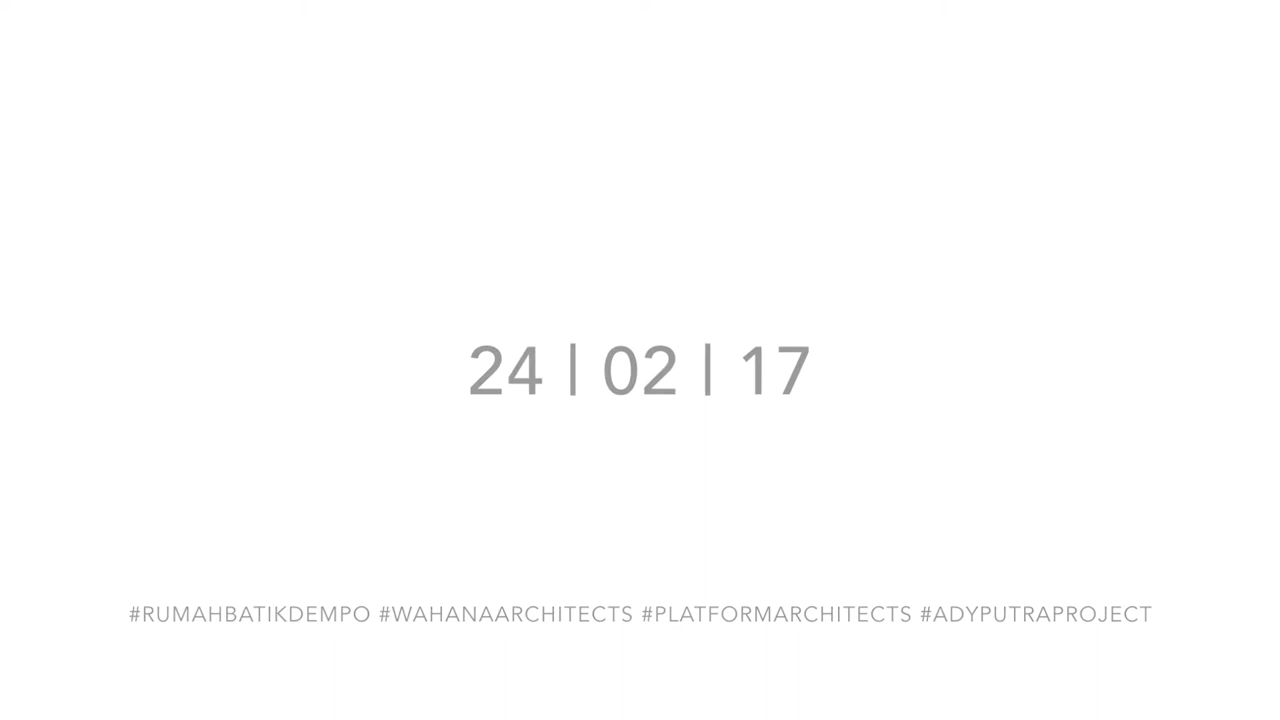 24 | 02 | 17
#RUMAHBATIKDEMPO #WAHANAARCHITECTS #PLATFORMARCHITECTS #ADYPUTRAPROJECT